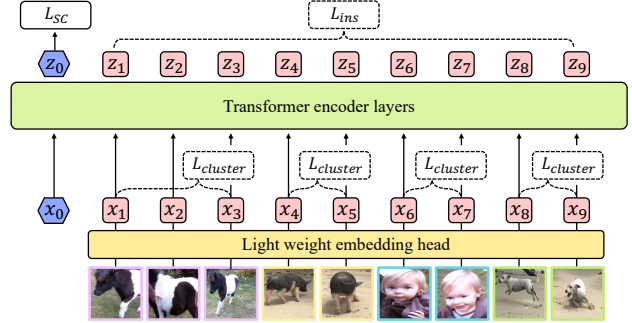 L_SC
L_ins
z_0 z_1 z_2 z_3 z_4 z_5 z_6 z_7 z_8 z_9
Transformer encoder layers
L_cluster L_cluster L_cluster L_cluster
x_0 x_1 x_2 x_3 x_4 x_5 x_6 x_7 x_8 x_9
Light weight embedding head